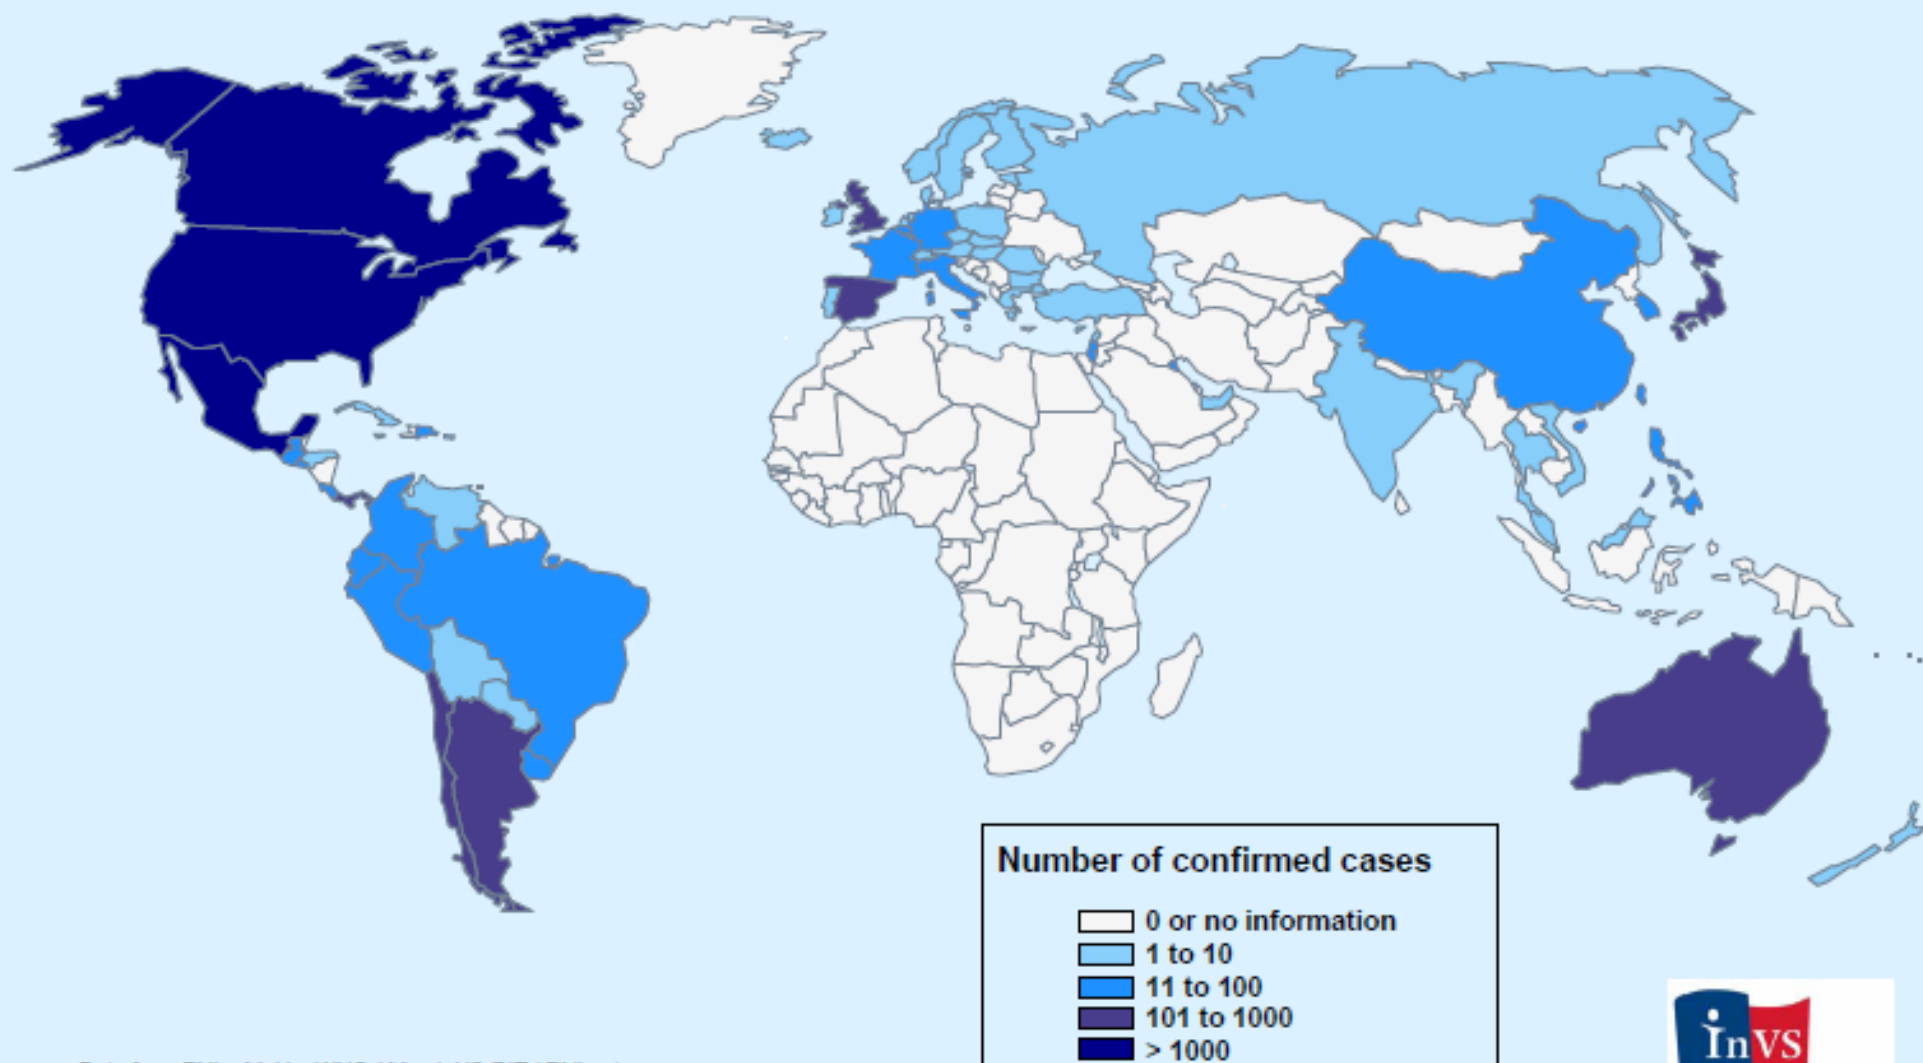 Number of confirmed cases
0 or no information
1 to 10
11 to 100
101 to 1000
> 1000
InVS